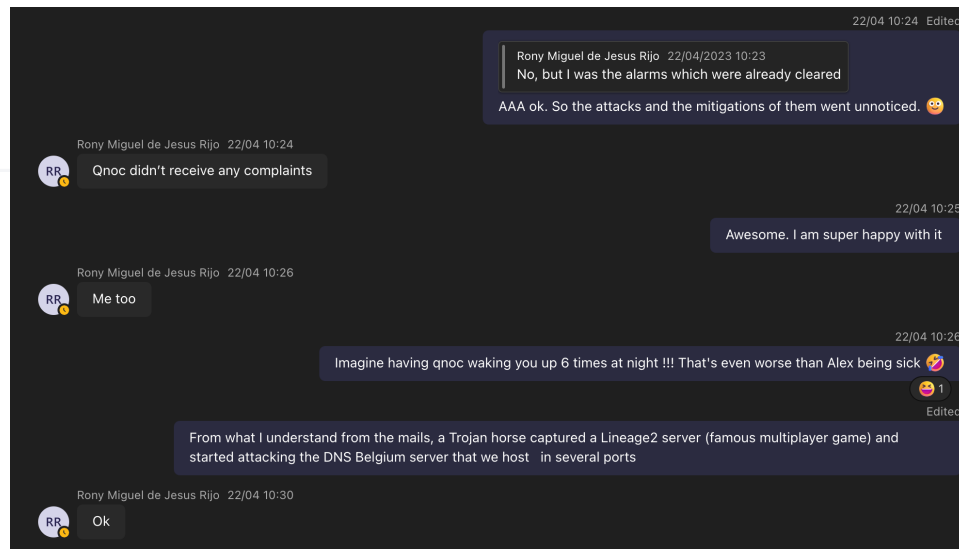 22/04 10:24 Edited
Rony Miguel de Jesus Rijo 22/04/2023 10:23
No, but I was the alarms which were already cleared
AAA ok. So the attacks and the mitigations of them went unnoticed.
Rony Miguel de Jesus Rijo 22/04 10:24
RR
Qnoc didn't receive any complaints
22/04 10:25
Awesome. I am super happy with it
Rony Miguel de Jesus Rijo 22/04 10:26
RR
Me too
22/04 10:26
Imagine having qnoc waking you up 6 times at night !!! That's even worse than Alex being sick
1
Edited
From what I understand from the mails, a Trojan horse captured a Lineage2 server (famous multiplayer game) and
started attacking the DNS Belgium server that we host in several ports
Rony Miguel de Jesus Rijo 22/04 10:30
RR
Ok